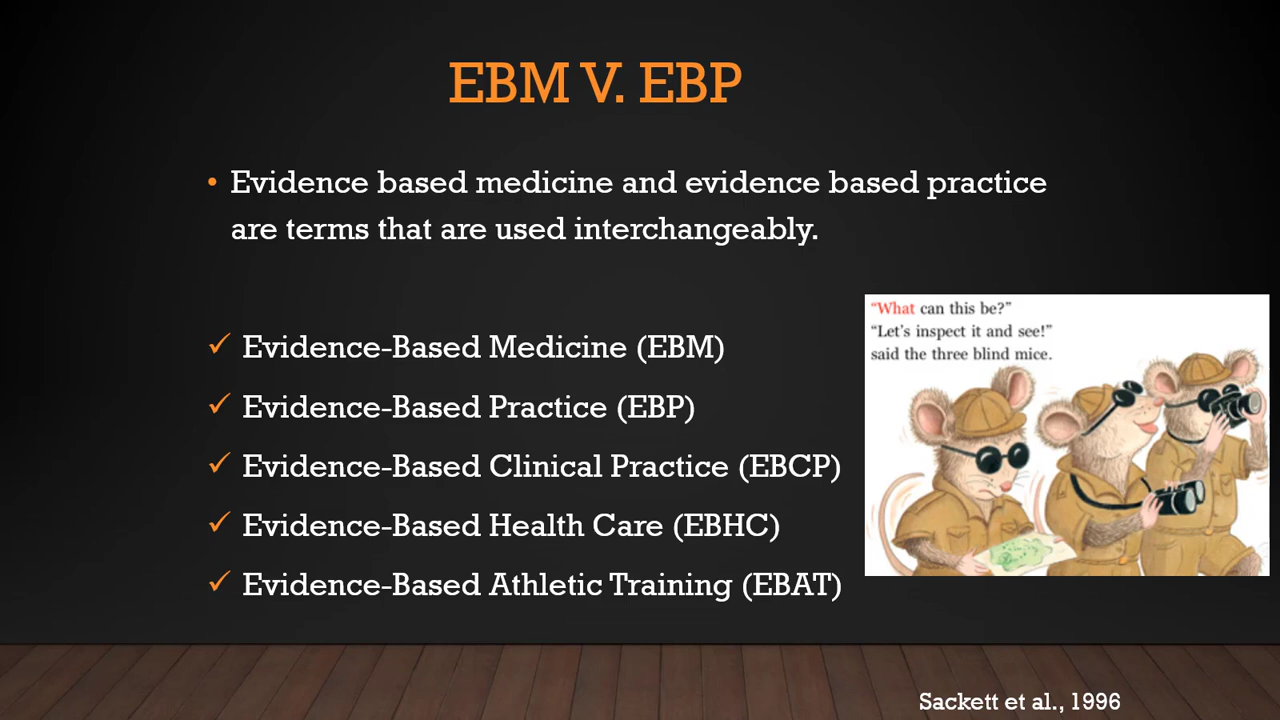 EBM V. EBP
• Evidence based medicine and evidence based practice
are terms that are used interchangeably.
✓ Evidence-Based Medicine (EBM)
✓ Evidence-Based Practice (EBP)
✓ Evidence-Based Clinical Practice (EBCP)
✓ Evidence-Based Health Care (EBHC)
✓ Evidence-Based Athletic Training (EBAT)
“What can this be?”
“Let’s inspect it and see!”
said the three blind mice.
Sackett et al., 1996